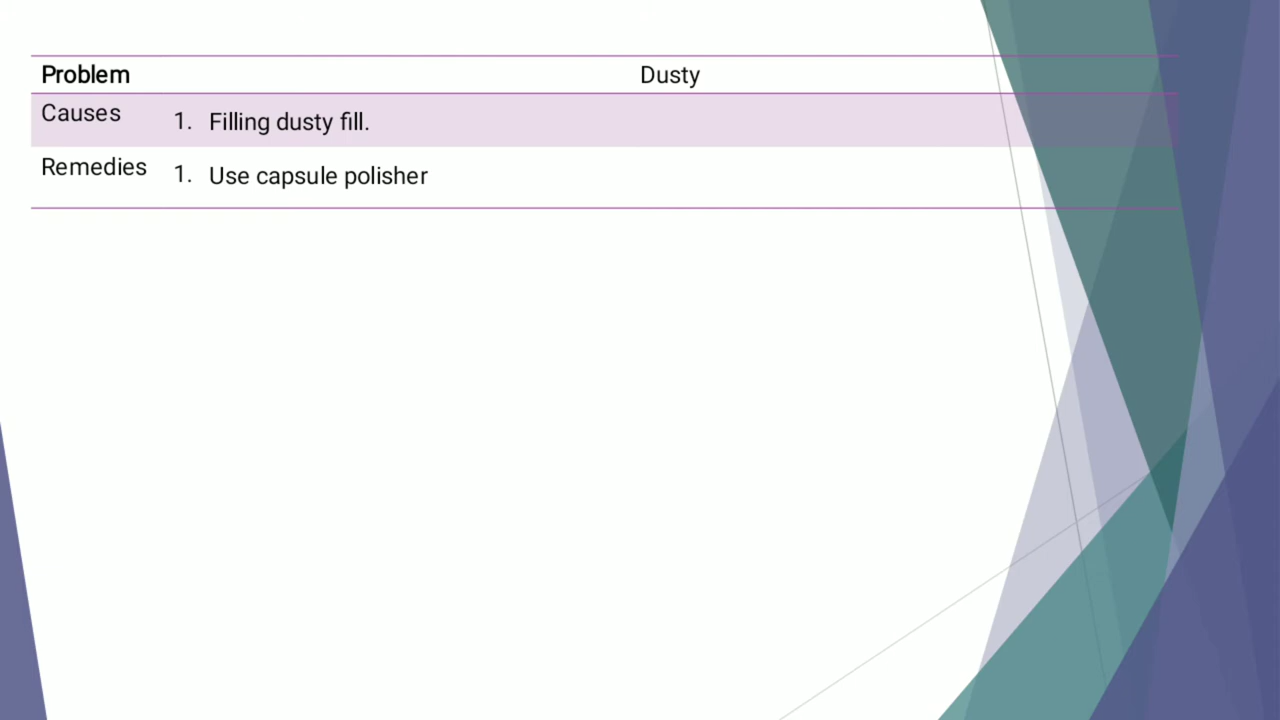 Problem Dusty
Causes 1. Filling dusty fill.
Remedies 1. Use capsule polisher